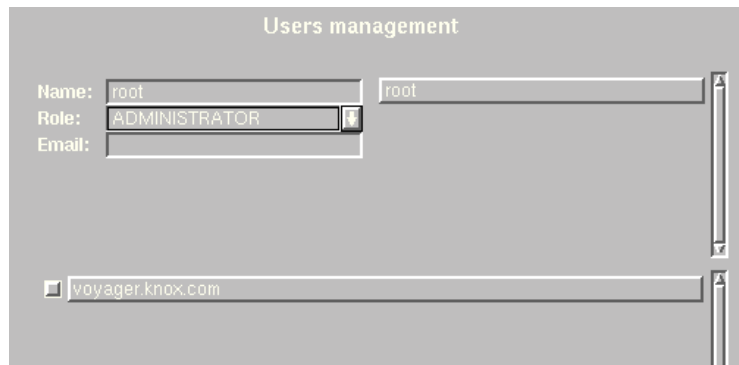 Users management
Name: root root
Role: ADMINISTRATOR
Email:
voyager.knox.com